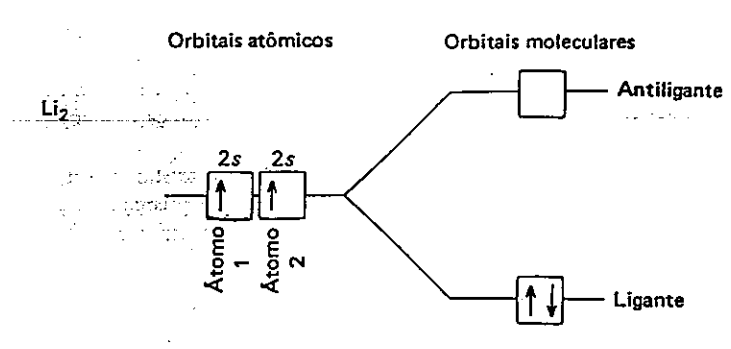 Orbitais atômicos
Orbitais moleculares
Antiligante
Li₂
2s 2s
Átomo 1
Átomo 2
Ligante